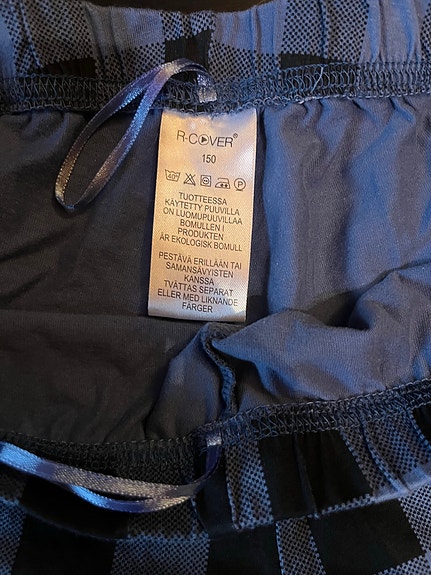 R-COVER®
150
40°
P
TUOTTEESSA
KÄYTETTY PUUVILLA
ON LUOMUPUUVILLAA
BOMULLEN I
PRODUKTEN
ÄR EKOLOGISK BOMULL
PESTÄVÄ ERILLÄÄN TAI
SAMANSÄVYISTEN
KANSSA
TVÄTTAS SEPARAT
ELLER MED LIKNANDE
FÄRGER